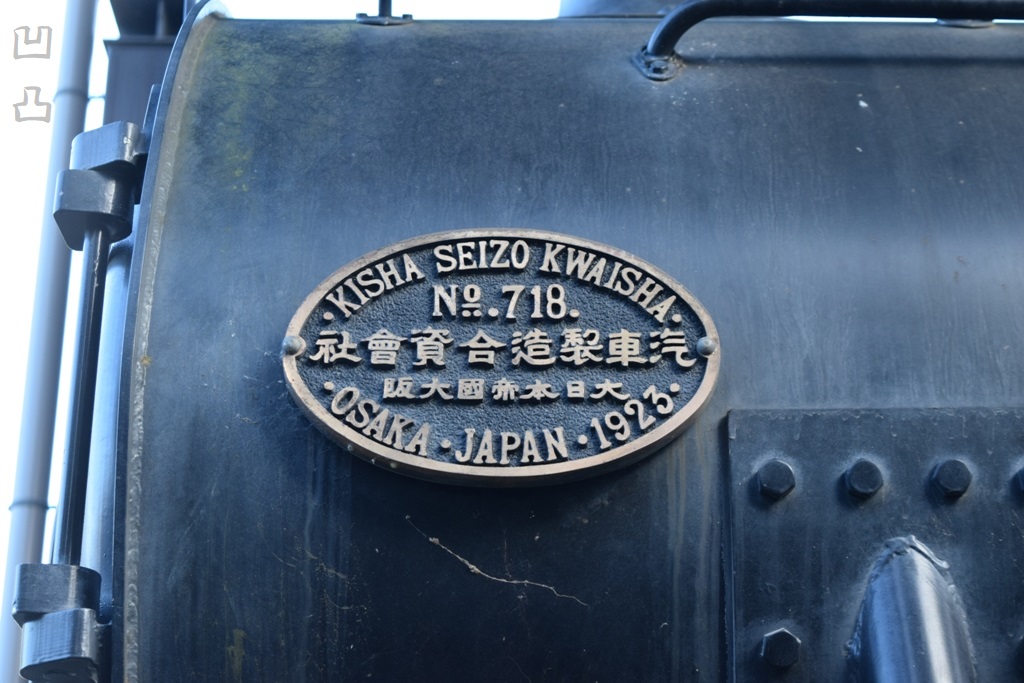 凹凸
·KISHA SEIZO KWAISHA·
No.718.
汽車製造合資會社
大日本帝國大阪
·OSAKA·JAPAN·1923·